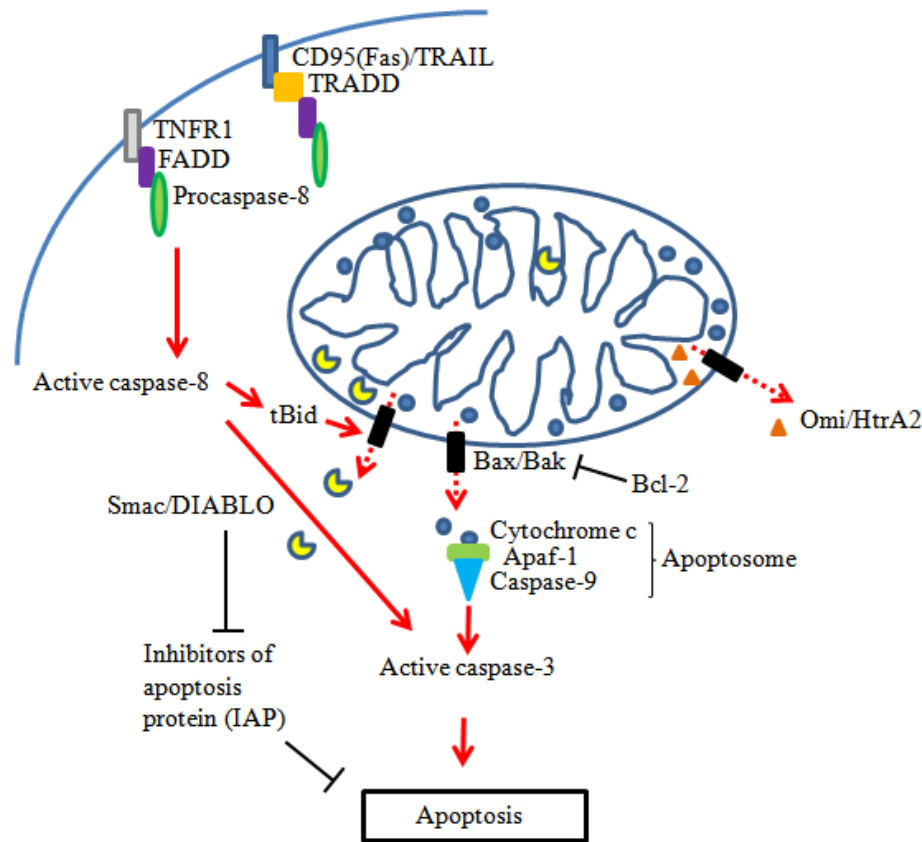 CD95(Fas)/TRAIL
TRADD
TNFR1
FADD
Procaspase-8
Active caspase-8
tBid
Omi/HtrA2
Bax/Bak
Bcl-2
Smac/DIABLO
Cytochrome c
Apaf-1
Caspase-9
Apoptosome
Inhibitors of
apoptosis
protein (IAP)
Active caspase-3
Apoptosis